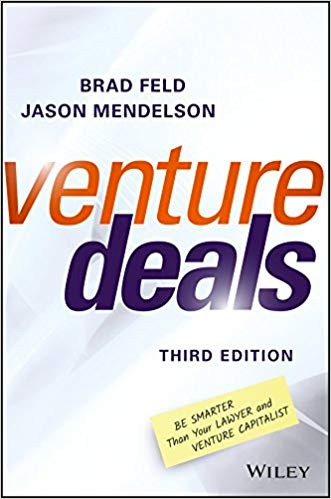 BRAD FELD
JASON MENDELSON
venture
deals
THIRD EDITION
BE SMARTER
Than Your LAWYER and
VENTURE CAPITALIST
WILEY